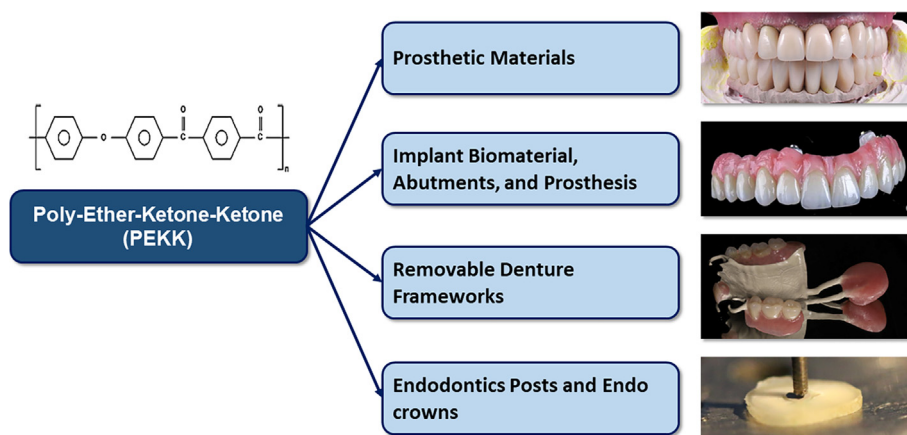 Prosthetic Materials
O
O
O
C
C
n
Implant Biomaterial,
Abutments, and Prosthesis
Poly-Ether-Ketone-Ketone
(PEKK)
Removable Denture
Frameworks
Endodontics Posts and Endo
crowns